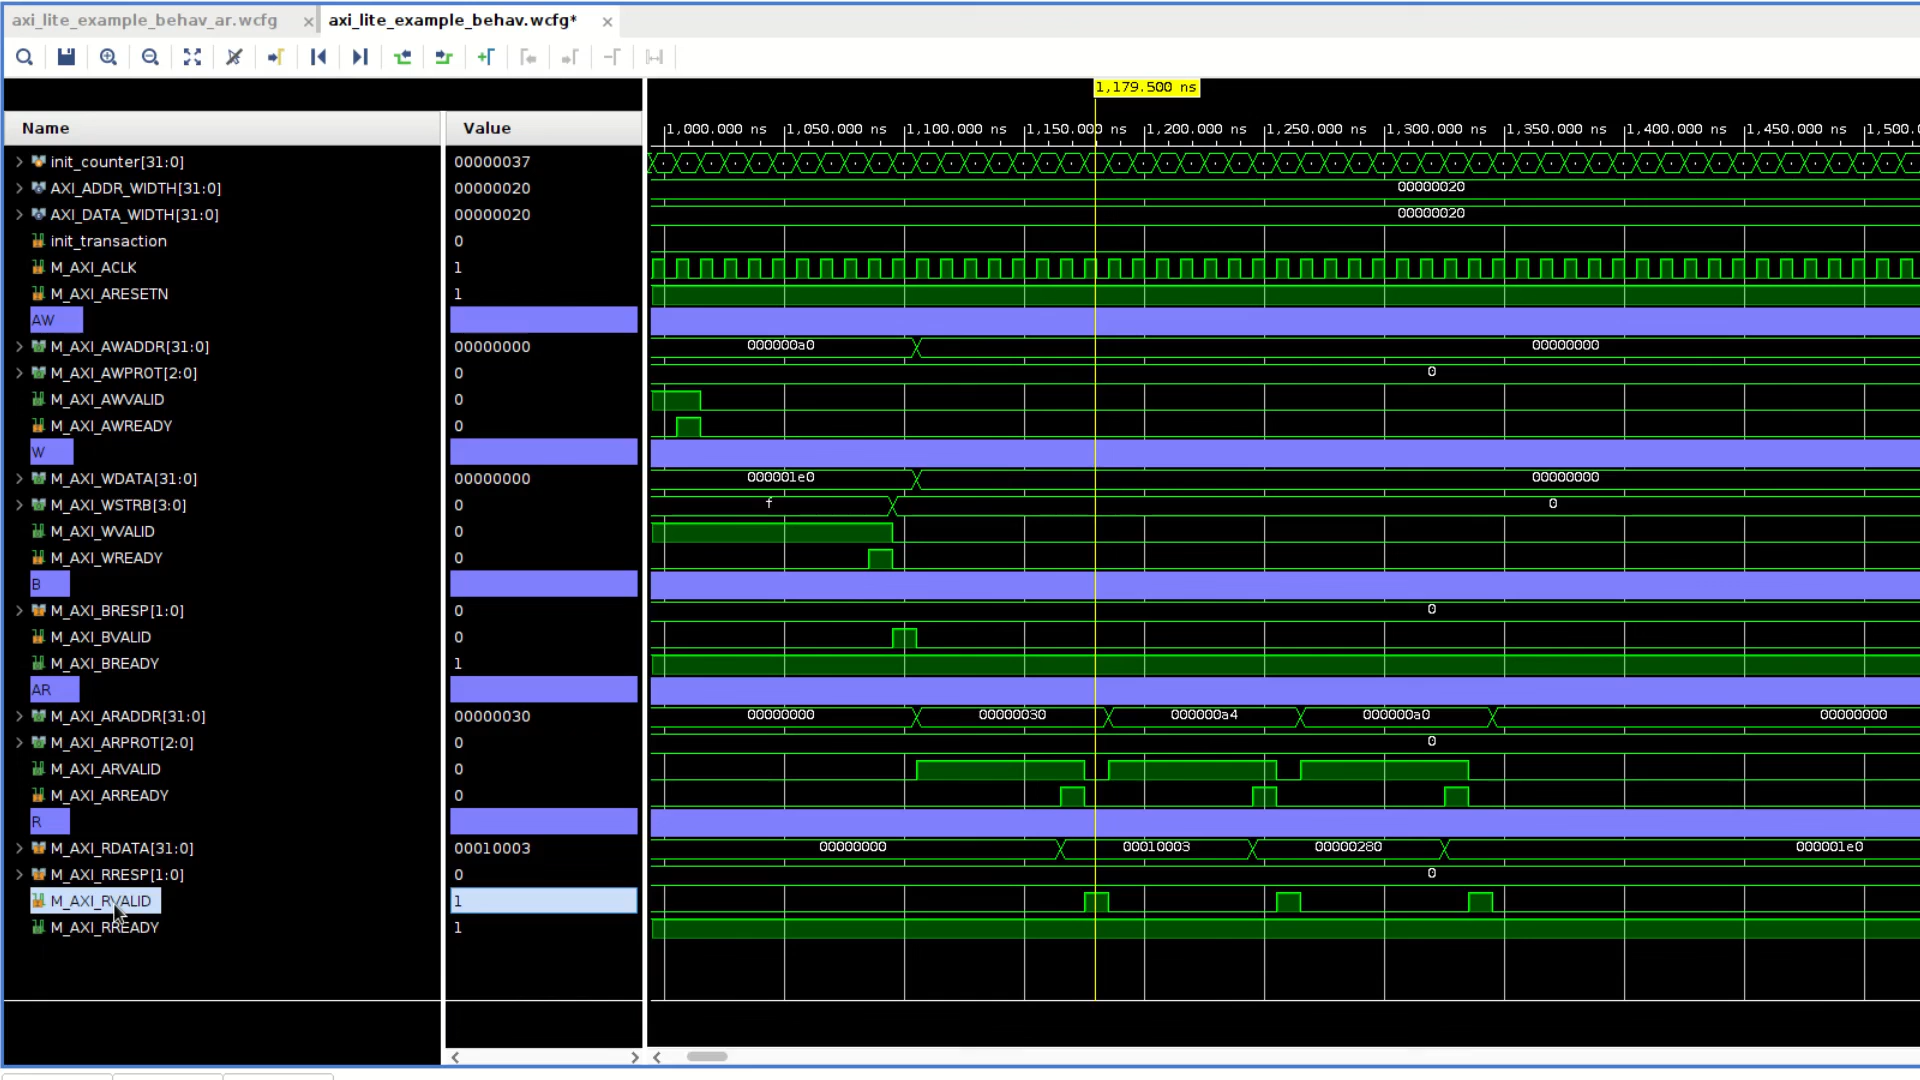 axi_lite_example_behav_ar.wcfg × axi_lite_example_behav.wcfg* ×
1,179.500 ns
Name Value 1,000.000 ns 1,050.000 ns 1,100.000 ns 1,150.000 ns 1,200.000 ns 1,250.000 ns 1,300.000 ns 1,350.000 ns 1,400.000 ns 1,450.000 ns 1,500.
init_counter[31:0] 00000037
AXI_ADDR_WIDTH[31:0] 00000020 00000020
AXI_DATA_WIDTH[31:0] 00000020 00000020
init_transaction 0
M_AXI_ACLK 1
M_AXI_ARESETN 1
AW
M_AXI_AWADDR[31:0] 00000000 000000a0 00000000
M_AXI_AWPROT[2:0] 0 0
M_AXI_AWVALID 0
M_AXI_AWREADY 0
W
M_AXI_WDATA[31:0] 00000000 000001e0 00000000
M_AXI_WSTRB[3:0] 0 f 0
M_AXI_WVALID 0
M_AXI_WREADY 0
B
M_AXI_BRESP[1:0] 0 0
M_AXI_BVALID 0
M_AXI_BREADY 1
AR
M_AXI_ARADDR[31:0] 00000030 00000000 00000030 000000a4 000000a0 00000000
M_AXI_ARPROT[2:0] 0 0
M_AXI_ARVALID 0
M_AXI_ARREADY 0
R
M_AXI_RDATA[31:0] 00010003 00000000 00010003 00000280 000001e0
M_AXI_RRESP[1:0] 0 0
M_AXI_RVALID 1
M_AXI_RREADY 1